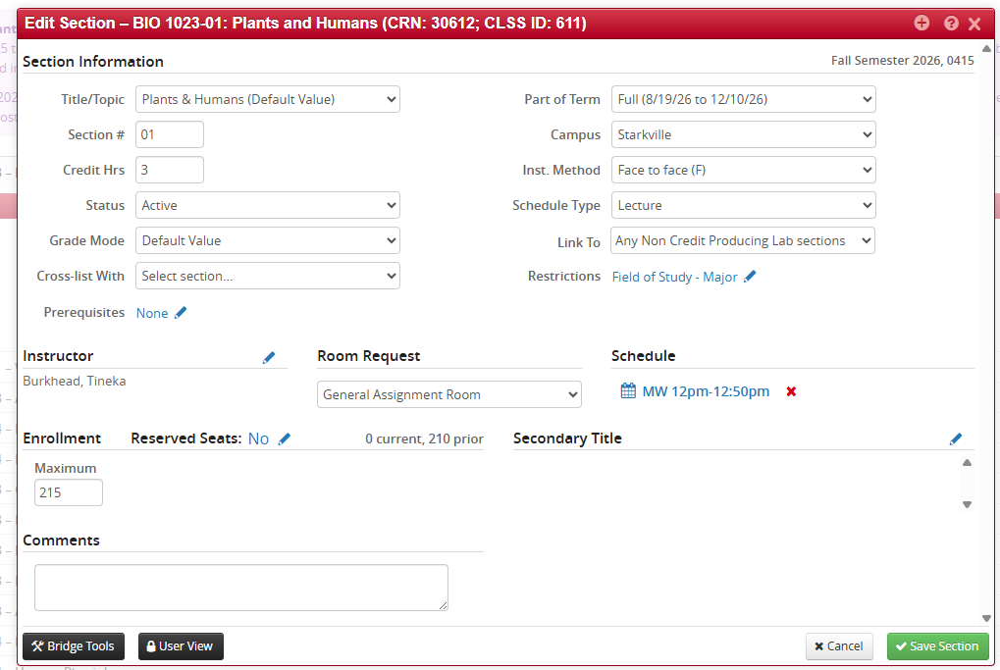 Edit Section – BIO 1023-01: Plants and Humans (CRN: 30612; CLSS ID: 611)
Section Information
Fall Semester 2026, 0415
Title/Topic Plants & Humans (Default Value)
Part of Term Full (8/19/26 to 12/10/26)
Section # 01
Campus Starkville
Credit Hrs 3
Inst. Method Face to face (F)
Status Active
Schedule Type Lecture
Grade Mode Default Value
Link To Any Non Credit Producing Lab sections
Cross-list With Select section...
Restrictions Field of Study - Major
Prerequisites None
Instructor
Burkhead, Tineka
Room Request
General Assignment Room
Schedule
MW 12pm-12:50pm
Enrollment Reserved Seats: No 0 current, 210 prior
Maximum
215
Secondary Title
Comments
Bridge Tools User View Cancel Save Section